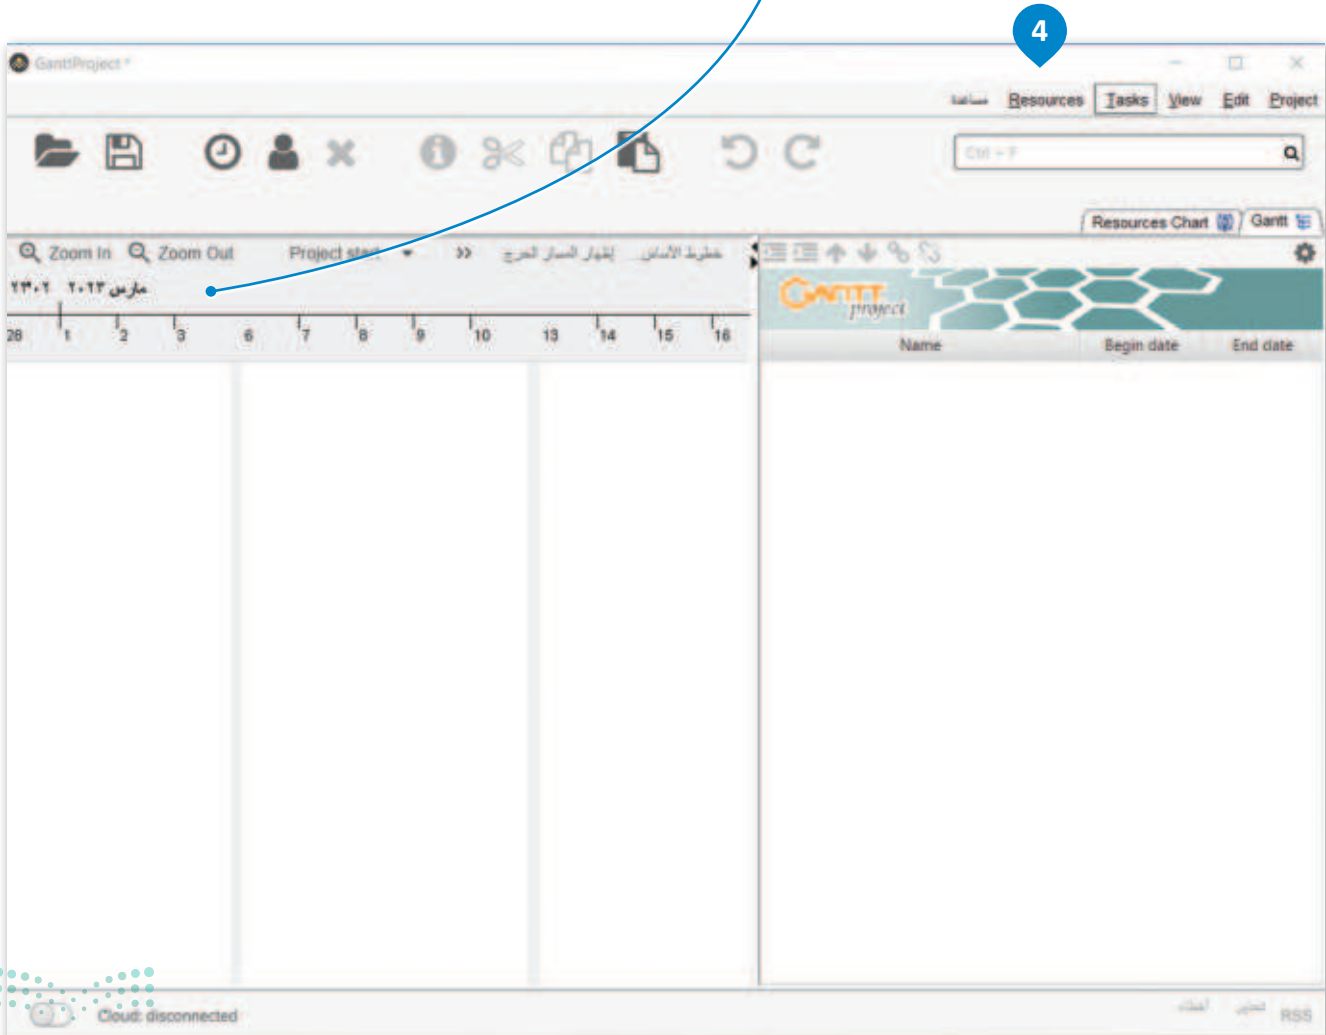 4
GanttProject *
Project Edit View Tasks Resources مساعدة
Ctrl + F
Gantt Resources Chart
Zoom In Zoom Out Project start >> إظهار المسار الحرج خطوط الأساس...
مارس ٢٠٢٣
GANTT
project
Name Begin date End date
28 1 2 3 6 7 8 9 10 13 14 15 16
Cloud: disconnected
RSS